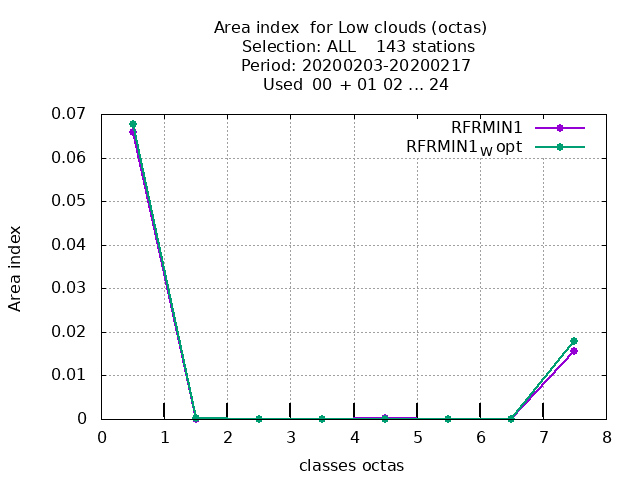 Area index  for Low clouds (octas)
Selection: ALL    143 stations
Period: 20200203-20200217
Used  00  + 01 02 ... 24
RFRMIN1
RFRMIN1W opt
0.07
0.06
0.05
0.04
0.03
0.02
0.01
0
Area index
0 1 2 3 4 5 6 7 8
classes octas